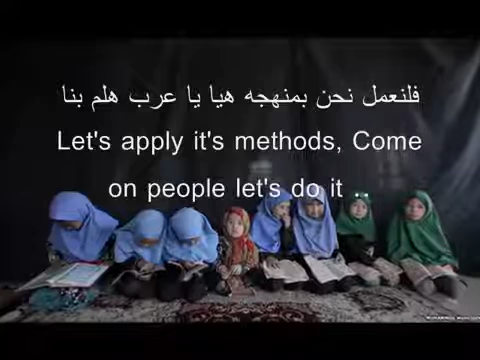 فلنعمل نحن بمنهجه هيا يا عرب هلم بنا
Let's apply it's methods, Come
on people let's do it ..